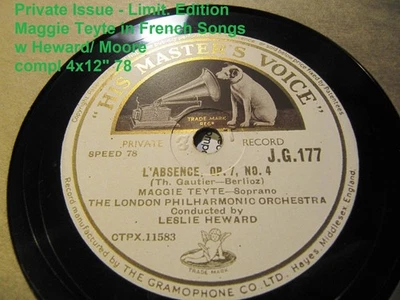 Private Issue - Limit. Edition
Maggie Teyte in French Songs
w Heward/ Moore
compl 4x12" 78
"HIS MASTER'S VOICE"
TRADE MARK
REGD
PRIVATE RECORD
SPEED 78
J.G.177
L'ABSENCE, OP. 7, NO. 4
(Th. Gautier—Berlioz)
MAGGIE TEYTE—Soprano
THE LONDON PHILHARMONIC ORCHESTRA
Conducted by
LESLIE HEWARD
CTPX.11583
TRADE MARK
Record manufactured by THE GRAMOPHONE CO LTD. Hayes, Middlesex, England.